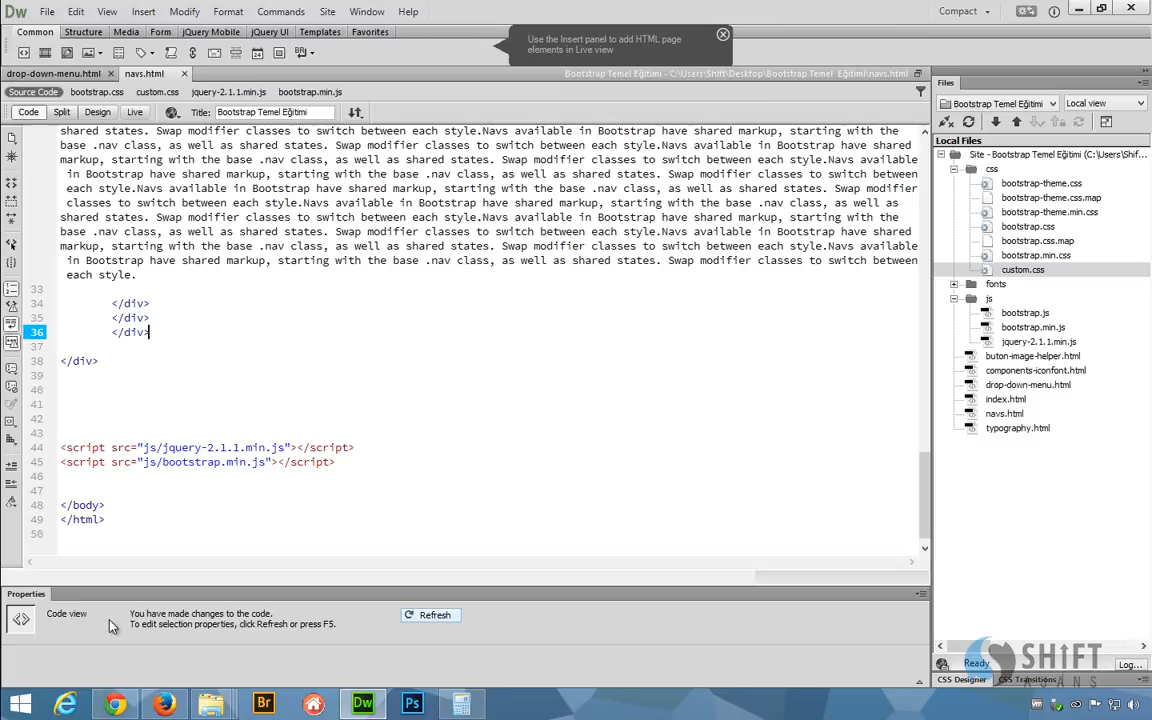 Dw File Edit View Insert Modify Format Commands Site Window Help Compact
Common Structure Media Form jQuery Mobile jQuery UI Templates Favorites
Use the Insert panel to add HTML page
elements in Live view
drop-down-menu.html navs.html Bootstrap Temel Eğitimi - C:\Users\Shift\Desktop\Bootstrap Temel Eğitimi\navs.html
Source Code bootstrap.css custom.css jquery-2.1.1.min.js bootstrap.min.js
Code Split Design Live Title: Bootstrap Temel Eğitimi
shared states. Swap modifier classes to switch between each style.Navs available in Bootstrap have shared markup, starting with the
base .nav class, as well as shared states. Swap modifier classes to switch between each style.Navs available in Bootstrap have shared
markup, starting with the base .nav class, as well as shared states. Swap modifier classes to switch between each style.Navs available
in Bootstrap have shared markup, starting with the base .nav class, as well as shared states. Swap modifier classes to switch between
each style.Navs available in Bootstrap have shared markup, starting with the base .nav class, as well as shared states. Swap modifier
classes to switch between each style.Navs available in Bootstrap have shared markup, starting with the base .nav class, as well as
shared states. Swap modifier classes to switch between each style.Navs available in Bootstrap have shared markup, starting with the
base .nav class, as well as shared states. Swap modifier classes to switch between each style.Navs available in Bootstrap have shared
markup, starting with the base .nav class, as well as shared states. Swap modifier classes to switch between each style.Navs available
in Bootstrap have shared markup, starting with the base .nav class, as well as shared states. Swap modifier classes to switch between
each style.
33
34 </div>
35 </div>
36 </div>
37
38 </div>
39
40
41
42
43
44 <script src="js/jquery-2.1.1.min.js"></script>
45 <script src="js/bootstrap.min.js"></script>
46
47
48 </body>
49 </html>
50
Properties
Code view You have made changes to the code.
To edit selection properties, click Refresh or press F5.
Refresh
Files
Bootstrap Temel Eğitimi Local view
Local Files
Site - Bootstrap Temel Eğitimi (C:\Users\Shif...
css
bootstrap-theme.css
bootstrap-theme.css.map
bootstrap-theme.min.css
bootstrap.css
bootstrap.css.map
bootstrap.min.css
custom.css
fonts
js
bootstrap.js
bootstrap.min.js
jquery-2.1.1.min.js
buton-image-helper.html
components-iconfont.html
drop-down-menu.html
index.html
navs.html
typography.html
Ready Log...
SHiFT
AJANS
CSS Designer CSS Transitions
Br Dw Ps